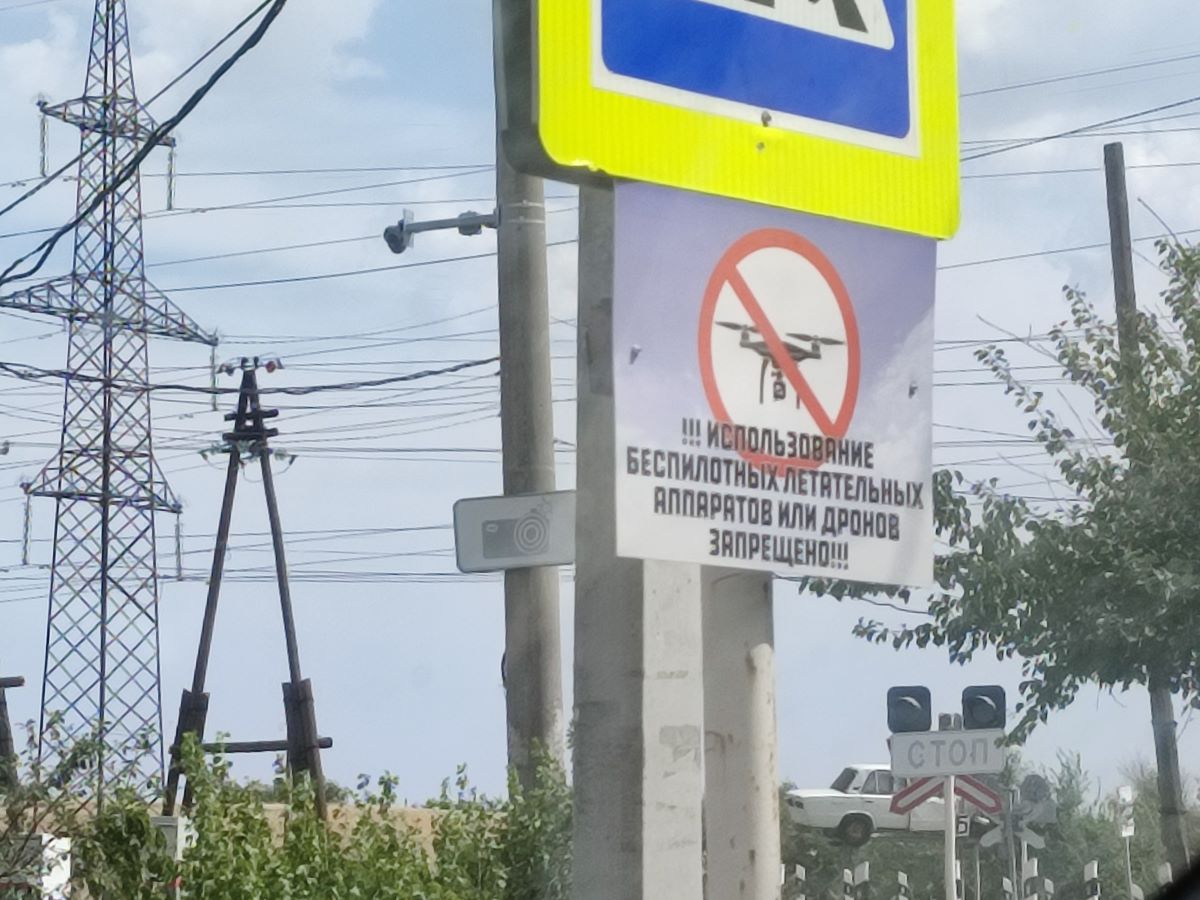 !!! ИСПОЛЬЗОВАНИЕ
БЕСПИЛОТНЫХ ЛЕТАТЕЛЬНЫХ
АППАРАТОВ ИЛИ ДРОНОВ
ЗАПРЕЩЕНО!!!
СТОП